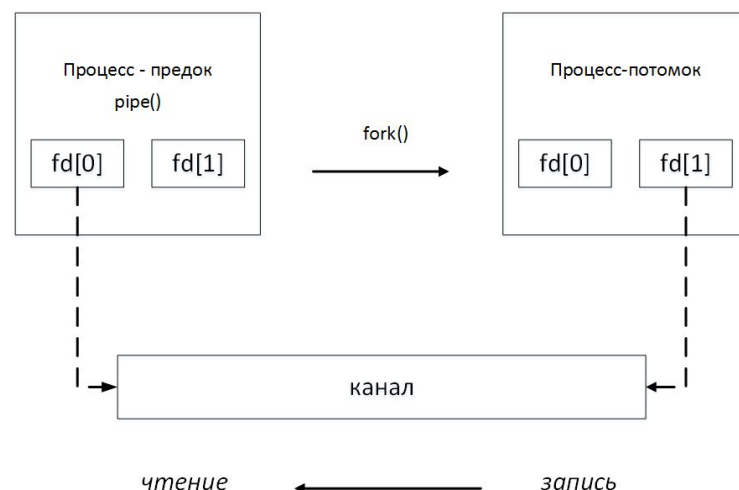 Процесс - предок
pipe()
Процесс-потомок
fork()
fd[0]
fd[1]
fd[0]
fd[1]
канал
чтение
запись